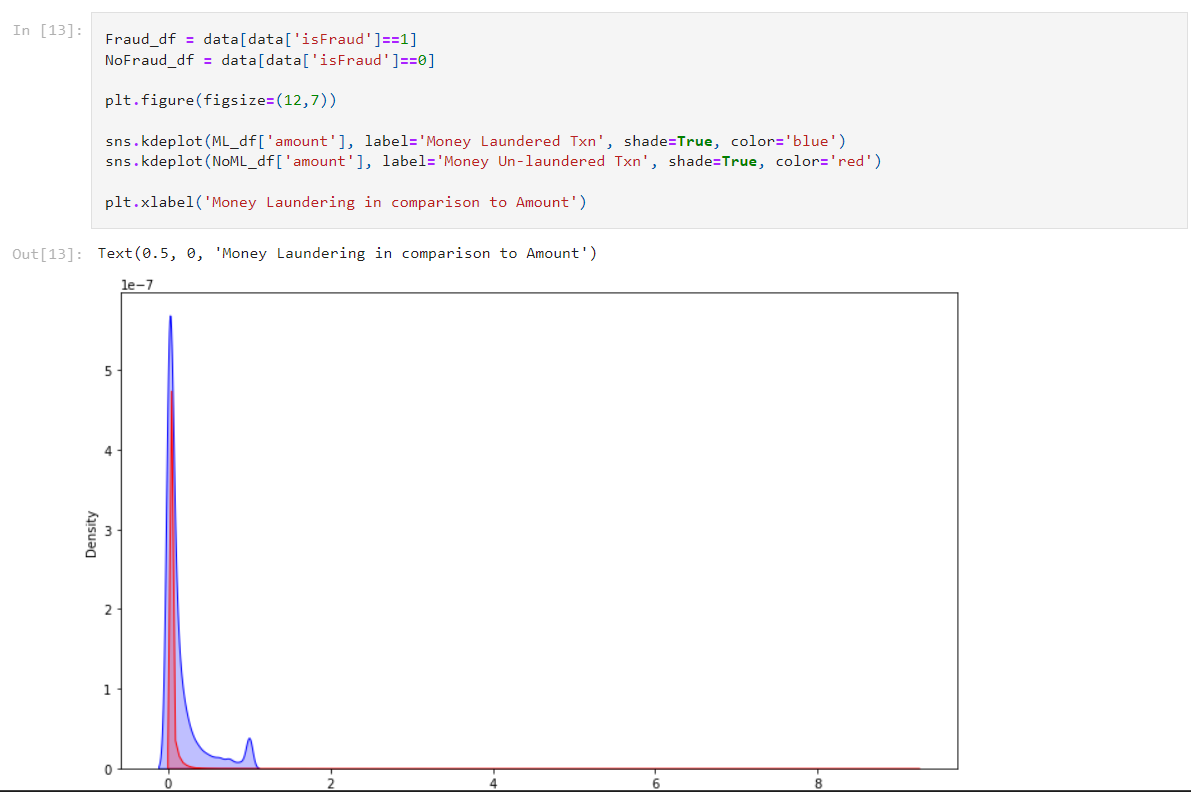 In [13]:
Fraud_df = data[data['isFraud']==1]
NoFraud_df = data[data['isFraud']==0]
plt.figure(figsize=(12,7))
sns.kdeplot(ML_df['amount'], label='Money Laundered Txn', shade=True, color='blue')
sns.kdeplot(NoML_df['amount'], label='Money Un-laundered Txn', shade=True, color='red')
plt.xlabel('Money Laundering in comparison to Amount')
Out[13]: Text(0.5, 0, 'Money Laundering in comparison to Amount')
1e−7
5
4
3
2
1
0
Density
0 2 4 6 8